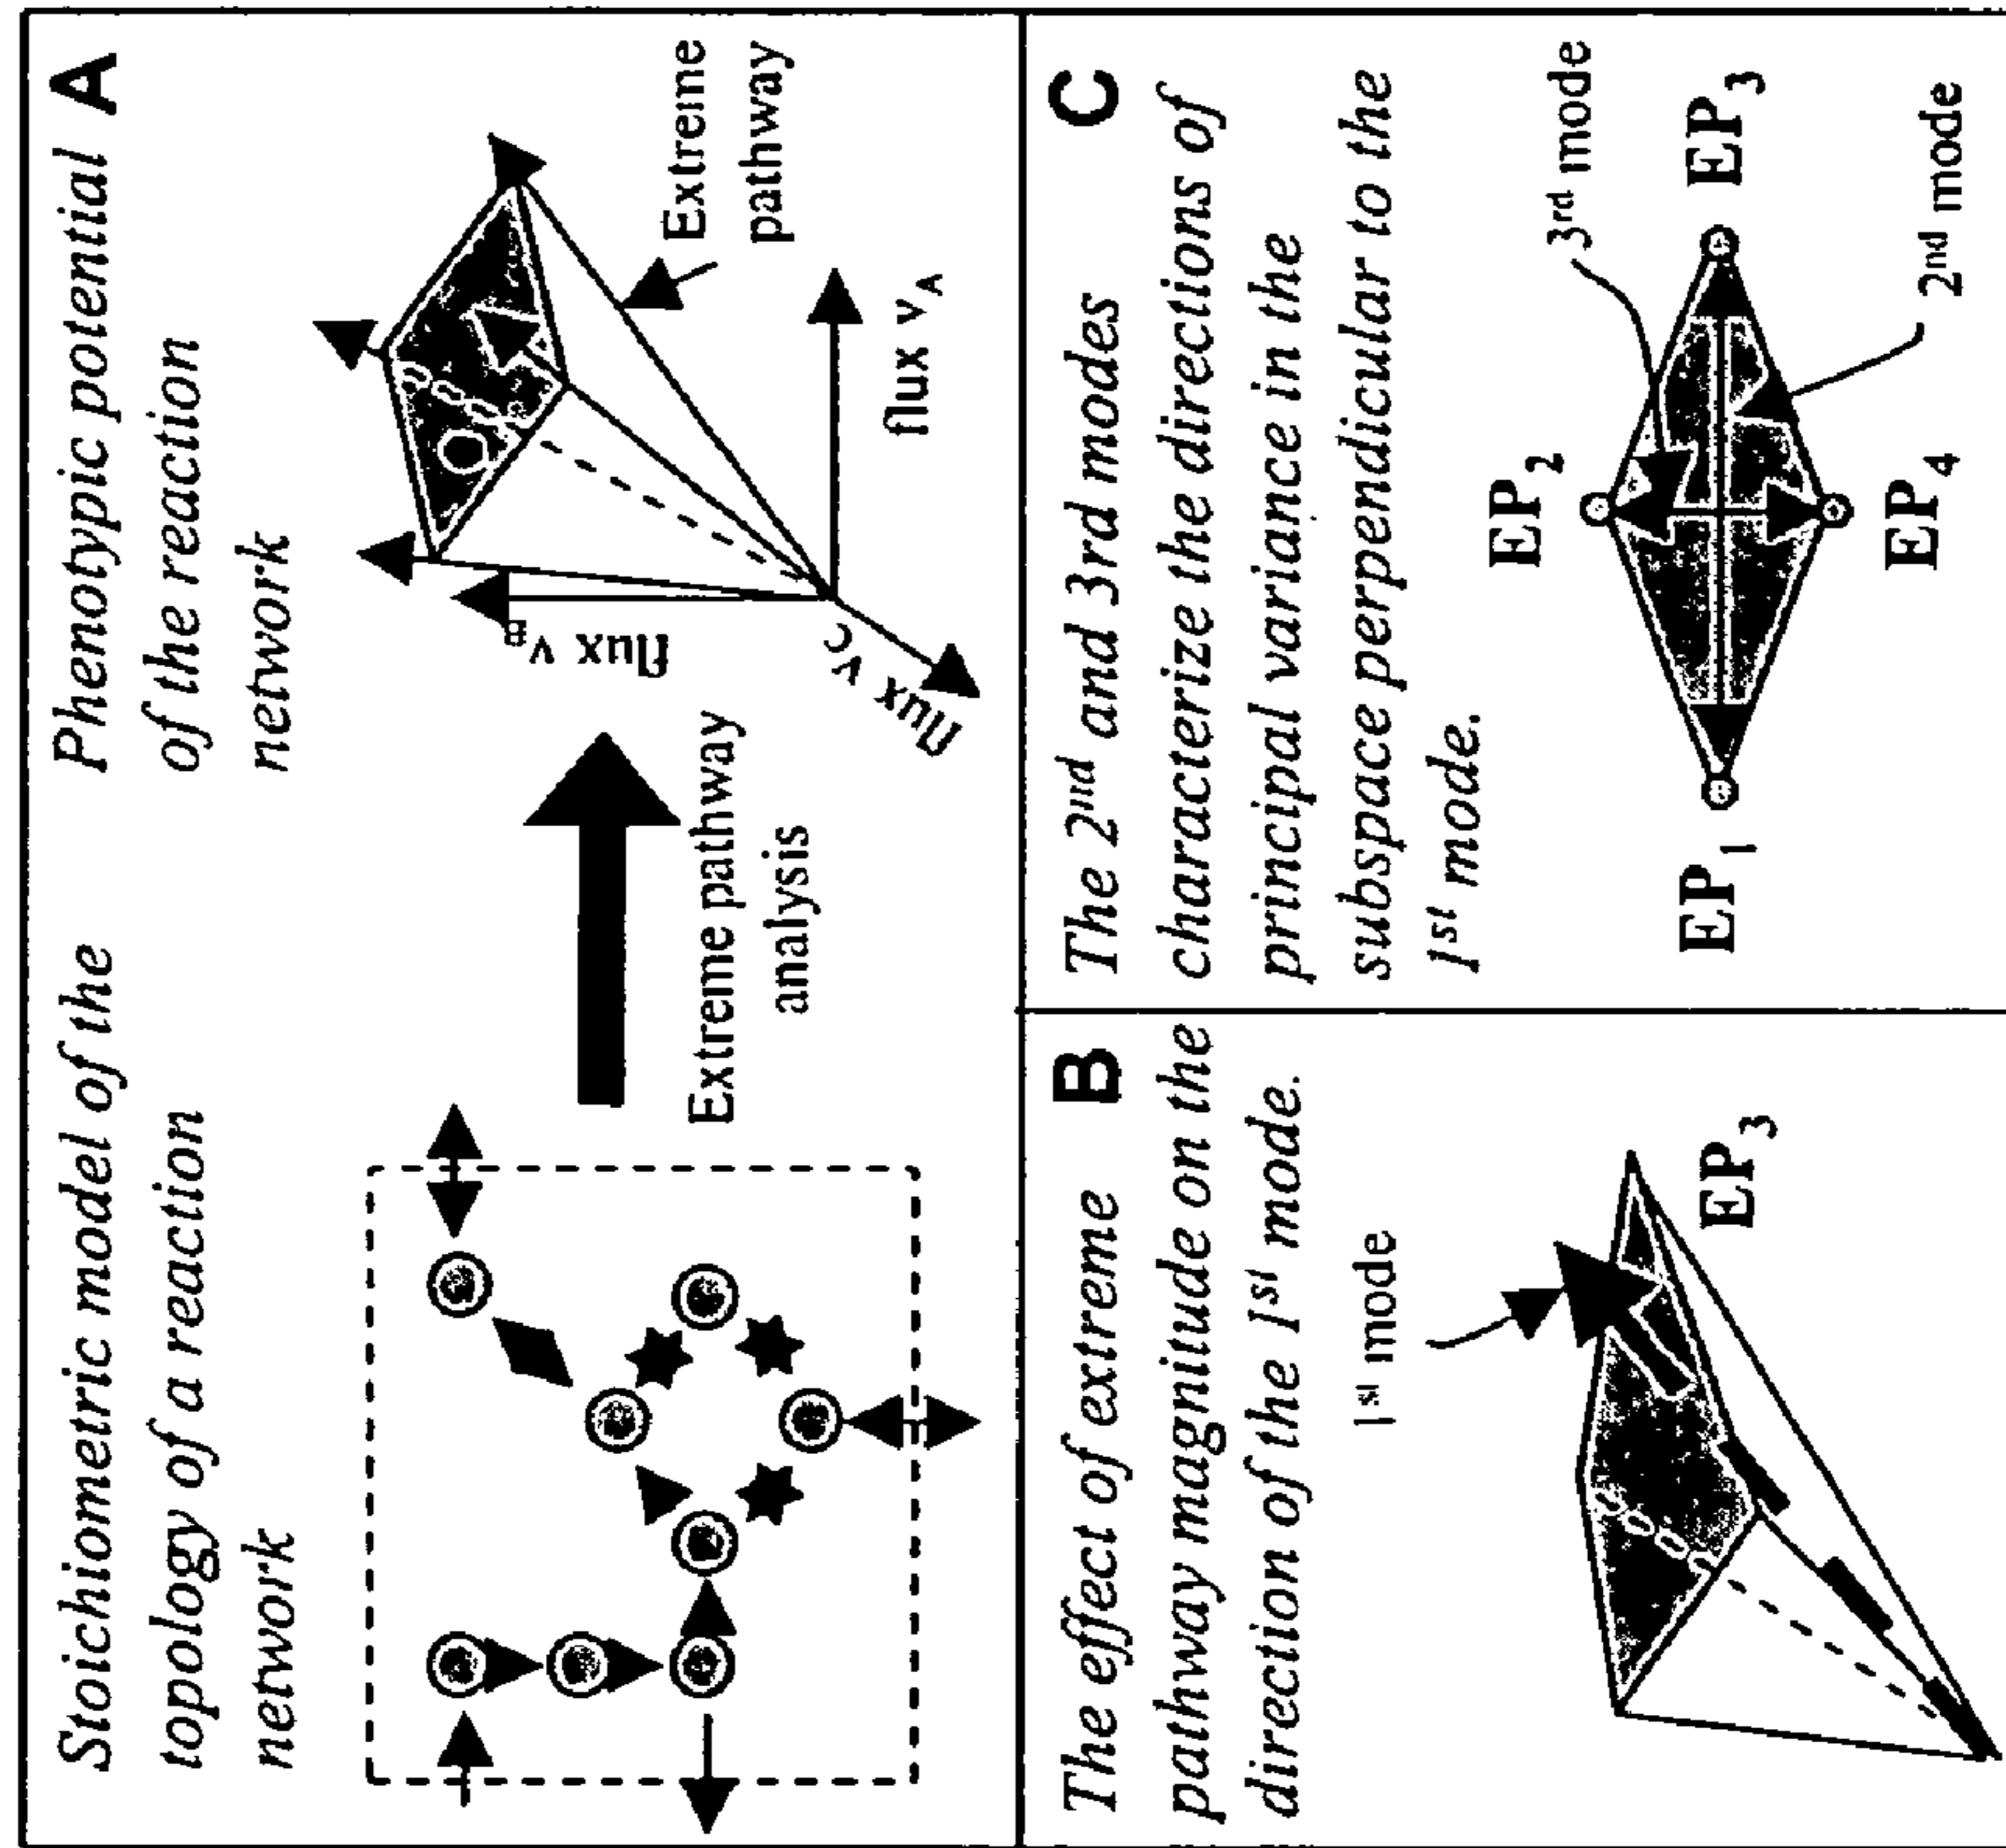 Stoichiometric model of the
topology of a reaction
network
Phenotypic potential
of the reaction
network
A
Extreme pathway
analysis
flux v B
flux v A
flux v C
Extreme
pathway
B
The effect of extreme
pathway magnitude on the
direction of the 1st mode.
1st mode
EP3
C
The 2nd and 3rd modes
characterize the directions of
principal variance in the
subspace perpendicular to the
1st mode.
EP1
EP2
EP3
EP4
3rd mode
2nd mode